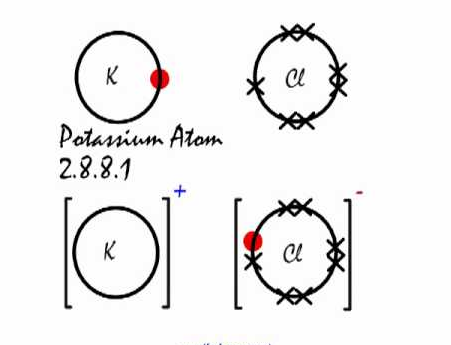 K Cl
Potassium Atom
2.8.8.1
K + Cl -